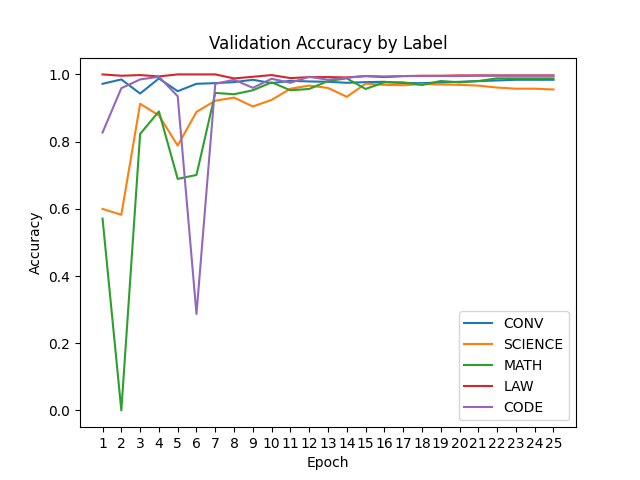 Validation Accuracy by Label
Accuracy
1.0
0.8
0.6
0.4
0.2
0.0
CONV
SCIENCE
MATH
LAW
CODE
1 2 3 4 5 6 7 8 9 10 11 12 13 14 15 16 17 18 19 20 21 22 23 24 25
Epoch